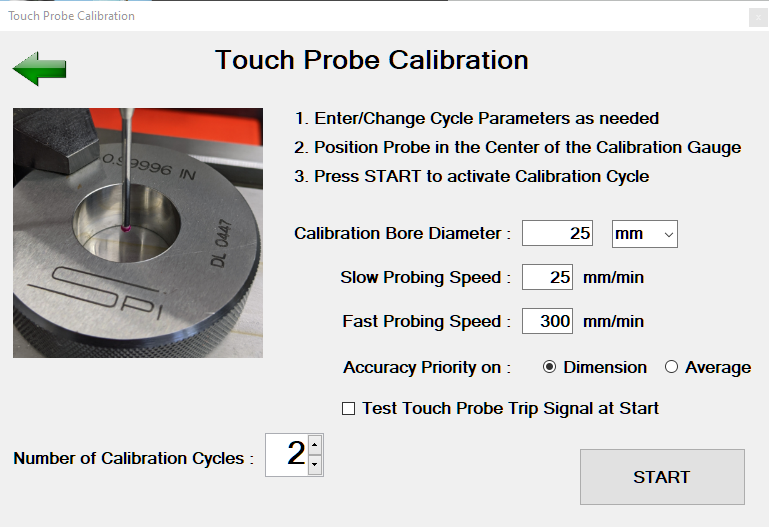 Touch Probe Calibration
Touch Probe Calibration
1. Enter/Change Cycle Parameters as needed
2. Position Probe in the Center of the Calibration Gauge
3. Press START to activate Calibration Cycle
0.99996 IN
DL 0447
SPI
Calibration Bore Diameter : 25 mm
Slow Probing Speed : 25 mm/min
Fast Probing Speed : 300 mm/min
Accuracy Priority on : Dimension Average
Test Touch Probe Trip Signal at Start
Number of Calibration Cycles : 2
START